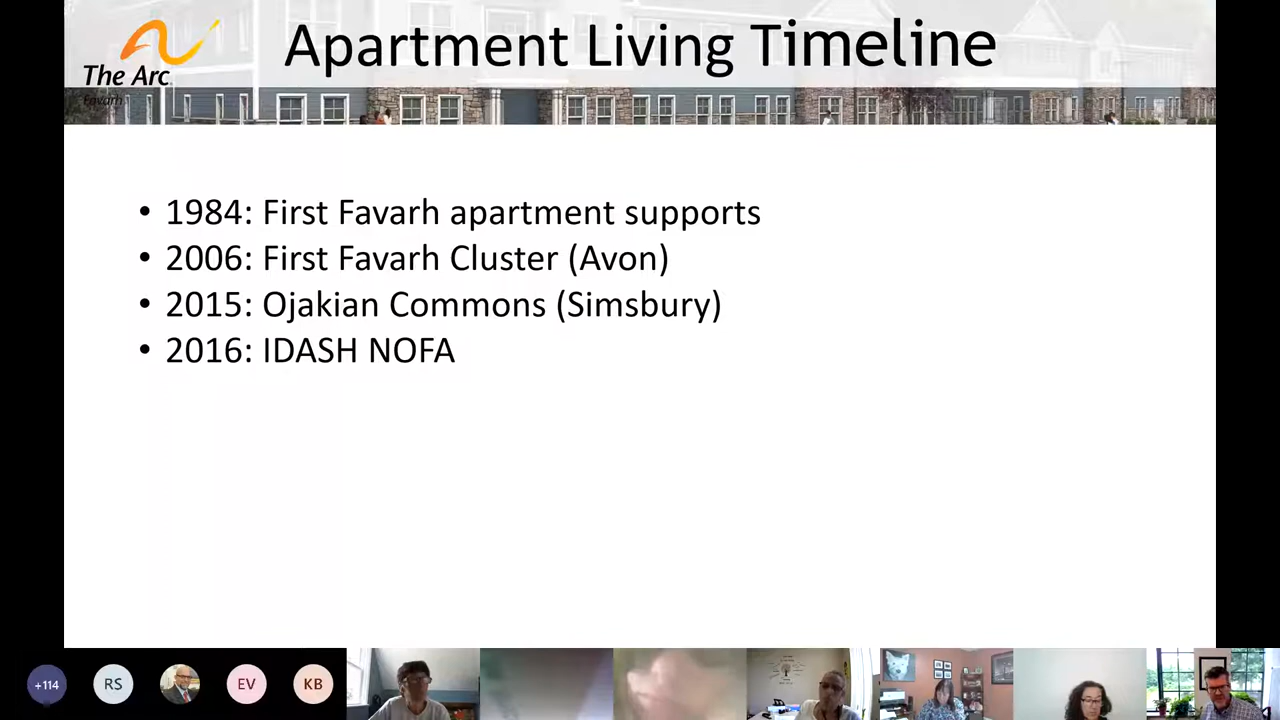 Apartment Living Timeline
The Arc
Favarh
• 1984: First Favarh apartment supports
• 2006: First Favarh Cluster (Avon)
• 2015: Ojakian Commons (Simsbury)
• 2016: IDASH NOFA
+114
RS
EV
KB